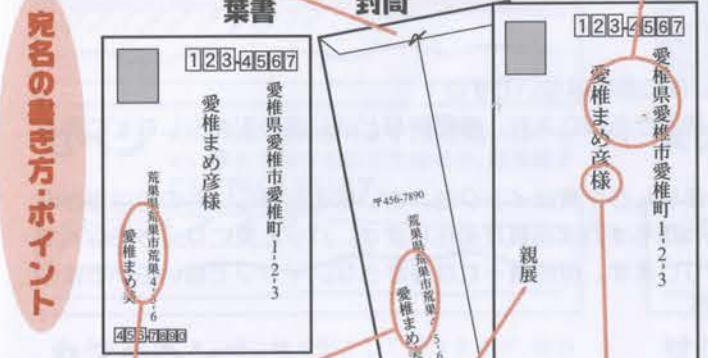 宛名の書き方・ポイント
葉書
123-4567
愛椎県愛椎市愛椎町1-2-3
愛椎まめ彦様
荒巣県荒巣市荒巣4-5-6
愛椎まめ美
456-7890
封筒
〆
〒456-7890
荒巣県荒巣市荒巣4-5-6
愛椎まめ美
123-4567
愛椎県愛椎市愛椎町1-2-3
愛椎まめ彦様
親展